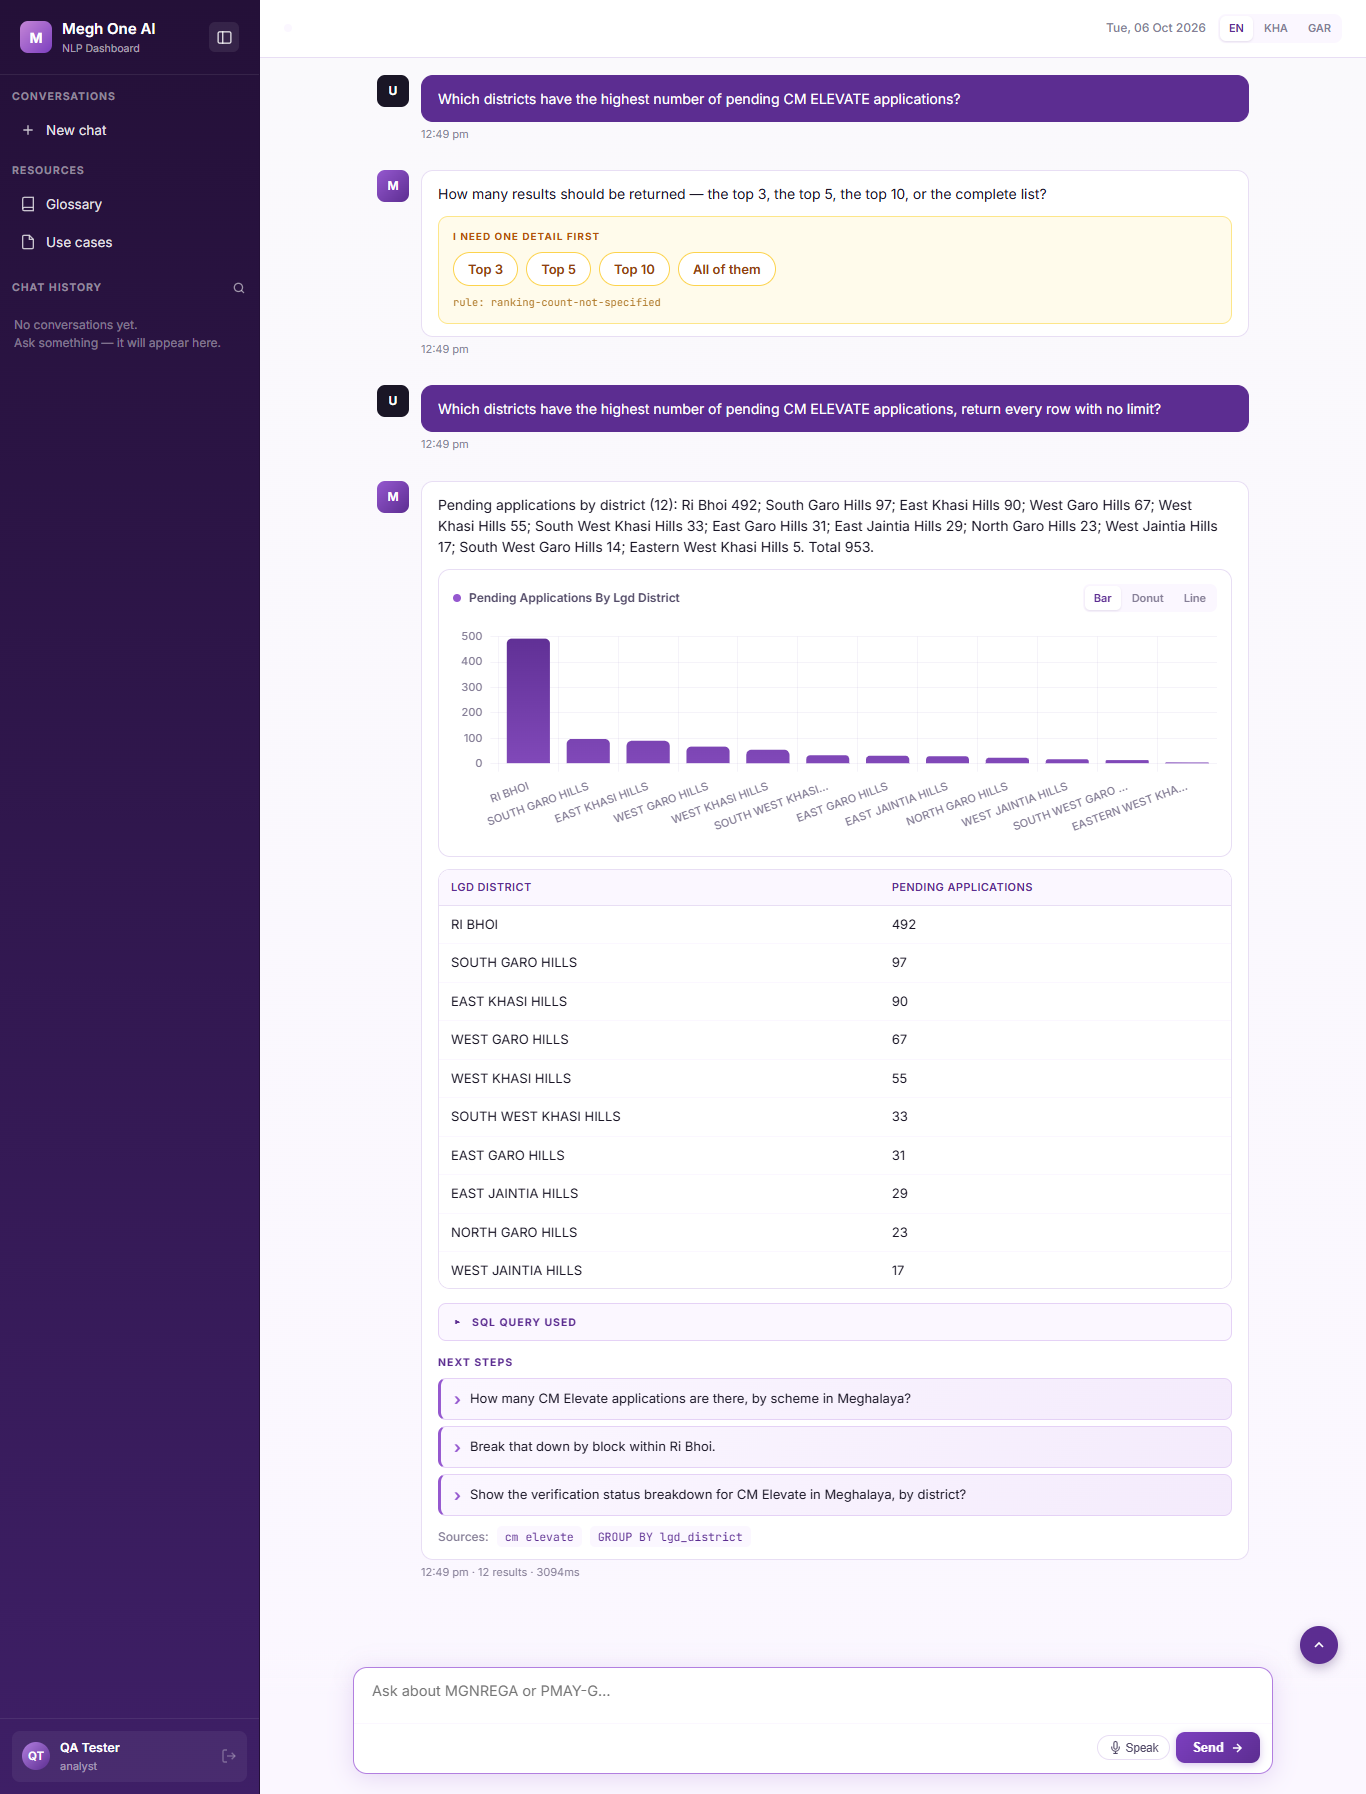 M
Megh One AI
NLP Dashboard
CONVERSATIONS
+ New chat
RESOURCES
Glossary
Use cases
CHAT HISTORY
No conversations yet.
Ask something — it will appear here.
QT
QA Tester
analyst
Tue, 06 Oct 2026
EN KHA GAR
U
Which districts have the highest number of pending CM ELEVATE applications?
12:49 pm
M
How many results should be returned — the top 3, the top 5, the top 10, or the complete list?
I NEED ONE DETAIL FIRST
Top 3 Top 5 Top 10 All of them
rule: ranking-count-not-specified
12:49 pm
U
Which districts have the highest number of pending CM ELEVATE applications, return every row with no limit?
12:49 pm
M
Pending applications by district (12): Ri Bhoi 492; South Garo Hills 97; East Khasi Hills 90; West Garo Hills 67; West
Khasi Hills 55; South West Khasi Hills 33; East Garo Hills 31; East Jaintia Hills 29; North Garo Hills 23; West Jaintia Hills
17; South West Garo Hills 14; Eastern West Khasi Hills 5. Total 953.
Pending Applications By Lgd District
Bar Donut Line
500
400
300
200
100
0
RI BHOI
SOUTH GARO HILLS
EAST KHASI HILLS
WEST GARO HILLS
WEST KHASI HILLS
SOUTH WEST KHASI...
EAST GARO HILLS
EAST JAINTIA HILLS
NORTH GARO HILLS
WEST JAINTIA HILLS
SOUTH WEST GARO ...
EASTERN WEST KHA...
LGD DISTRICT PENDING APPLICATIONS
RI BHOI 492
SOUTH GARO HILLS 97
EAST KHASI HILLS 90
WEST GARO HILLS 67
WEST KHASI HILLS 55
SOUTH WEST KHASI HILLS 33
EAST GARO HILLS 31
EAST JAINTIA HILLS 29
NORTH GARO HILLS 23
WEST JAINTIA HILLS 17
SQL QUERY USED
NEXT STEPS
How many CM Elevate applications are there, by scheme in Meghalaya?
Break that down by block within Ri Bhoi.
Show the verification status breakdown for CM Elevate in Meghalaya, by district?
Sources: cm elevate GROUP BY lgd_district
12:49 pm · 12 results · 3094ms
Ask about MGNREGA or PMAY-G...
Speak
Send →